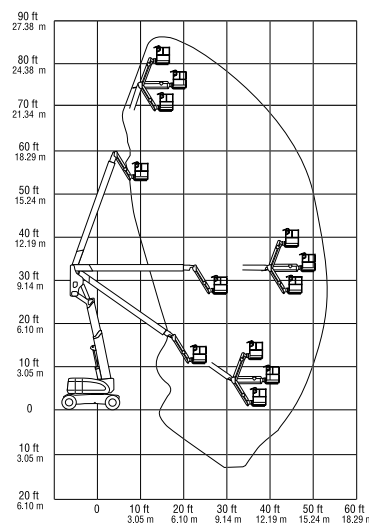 90 ft
27.38 m
80 ft
24.38 m
70 ft
21.34 m
60 ft
18.29 m
50 ft
15.24 m
40 ft
12.19 m
30 ft
9.14 m
20 ft
6.10 m
10 ft
3.05 m
0
10 ft
3.05 m
20 ft
6.10 m
0 10 ft 20 ft 30 ft 40 ft 50 ft 60 ft
3.05 m 6.10 m 9.14 m 12.19 m 15.24 m 18.29 m